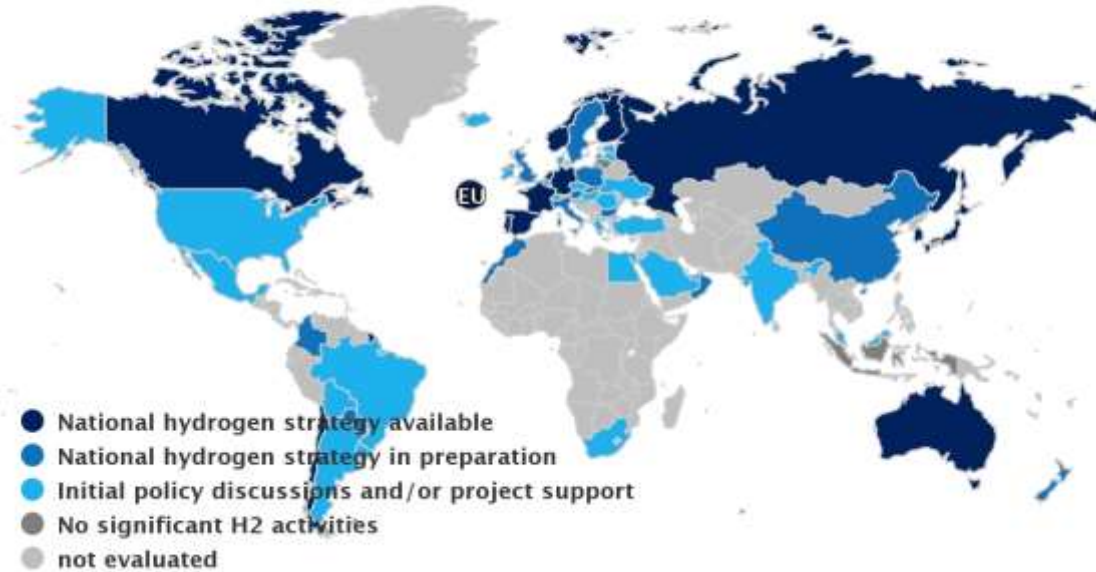 EU
National hydrogen strategy available
National hydrogen strategy in preparation
Initial policy discussions and/or project support
No significant H2 activities
not evaluated